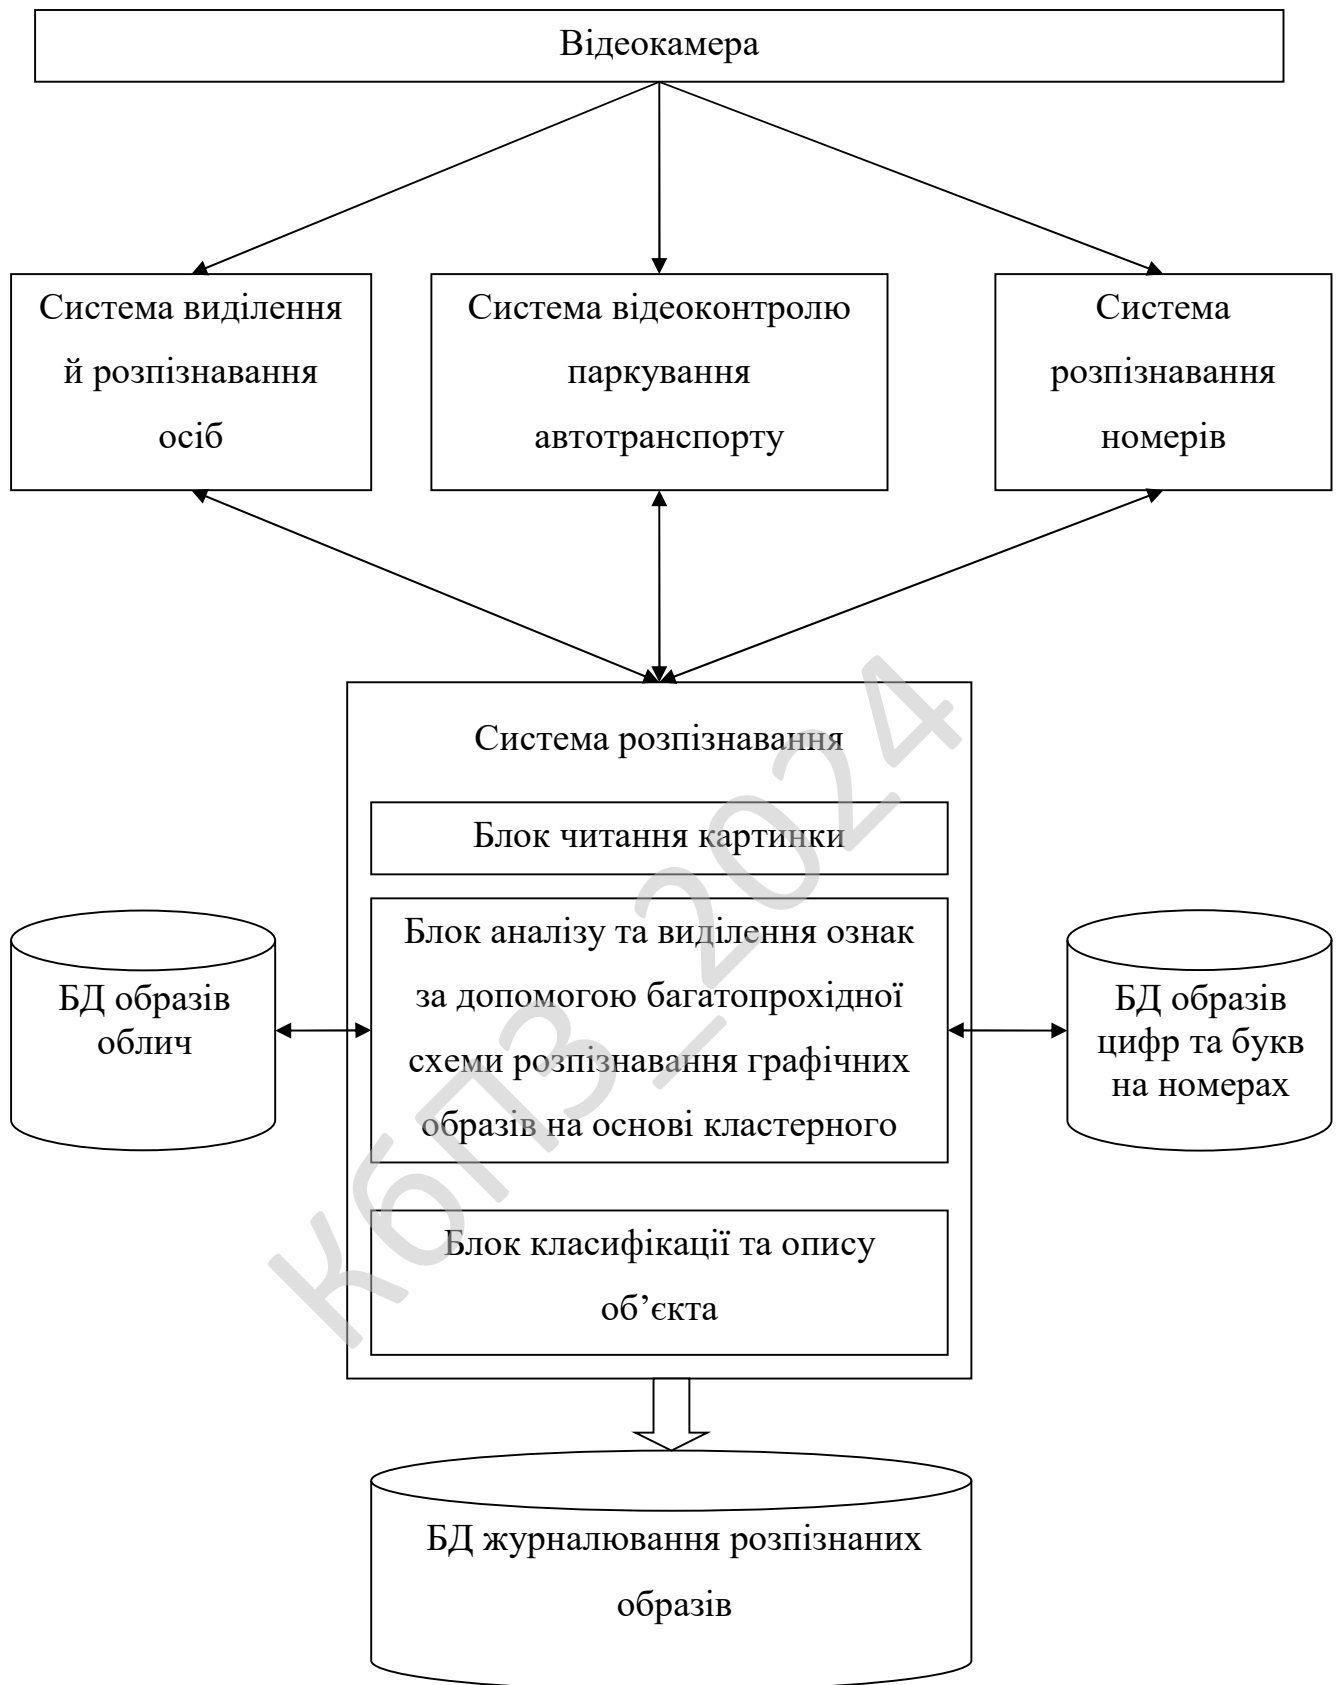 Відеокамера
Система виділення
й розпізнавання
осіб
Система відеоконтролю
паркування
автотранспорту
Система
розпізнавання
номерів
Система розпізнавання
Блок читання картинки
Блок аналізу та виділення ознак
за допомогою багатопрохідної
схеми розпізнавання графічних
образів на основі кластерного
БД образів
облич
БД образів
цифр та букв
на номерах
Блок класифікації та опису
об’єкта
БД журналювання розпізнаних
образів
КбПЗ_2024